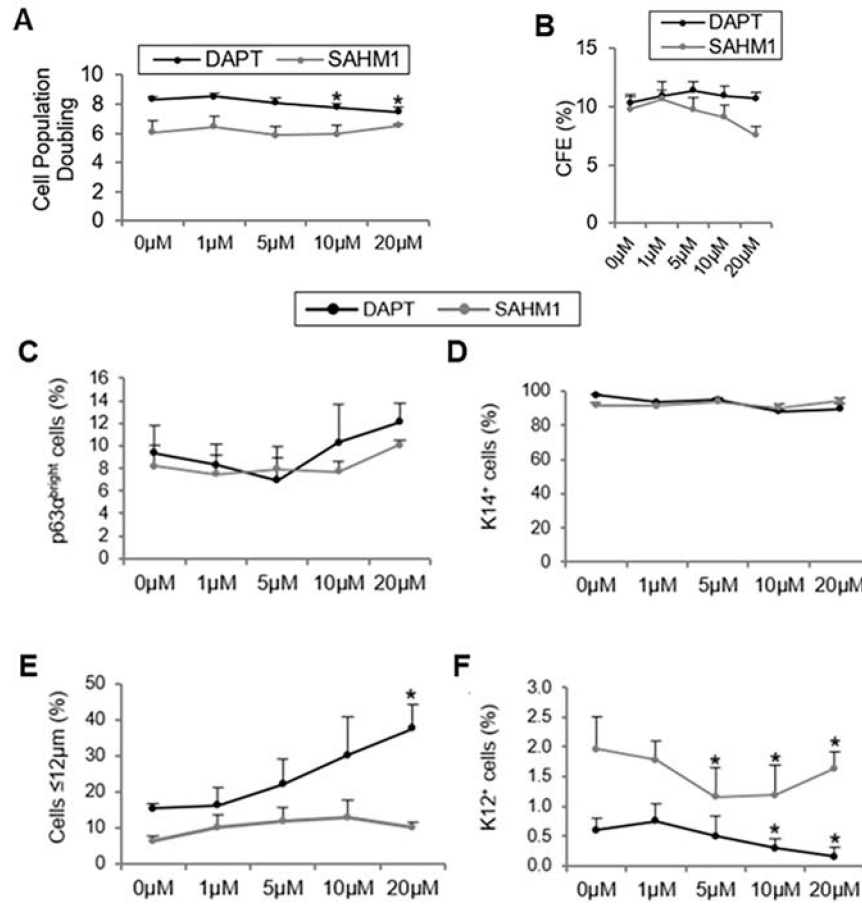 A
DAPT SAHM1
Cell Population
Doubling
10
8
6
4
2
0
* *
0µM 1µM 5µM 10µM 20µM
B
DAPT
SAHM1
CFE (%)
15
10
5
0
0µM 1µM 5µM 10µM 20µM
DAPT SAHM1
C
p63αbright cells (%)
16
14
12
10
8
6
4
2
0
0µM 1µM 5µM 10µM 20µM
D
K14+ cells (%)
100
80
60
40
20
0
0µM 1µM 5µM 10µM 20µM
E
Cells ≤12µm (%)
50
40
30
20
10
0
*
0µM 1µM 5µM 10µM 20µM
F
K12+ cells (%)
3.0
2.5
2.0
1.5
1.0
0.5
0.0
* * *
* *
0µM 1µM 5µM 10µM 20µM